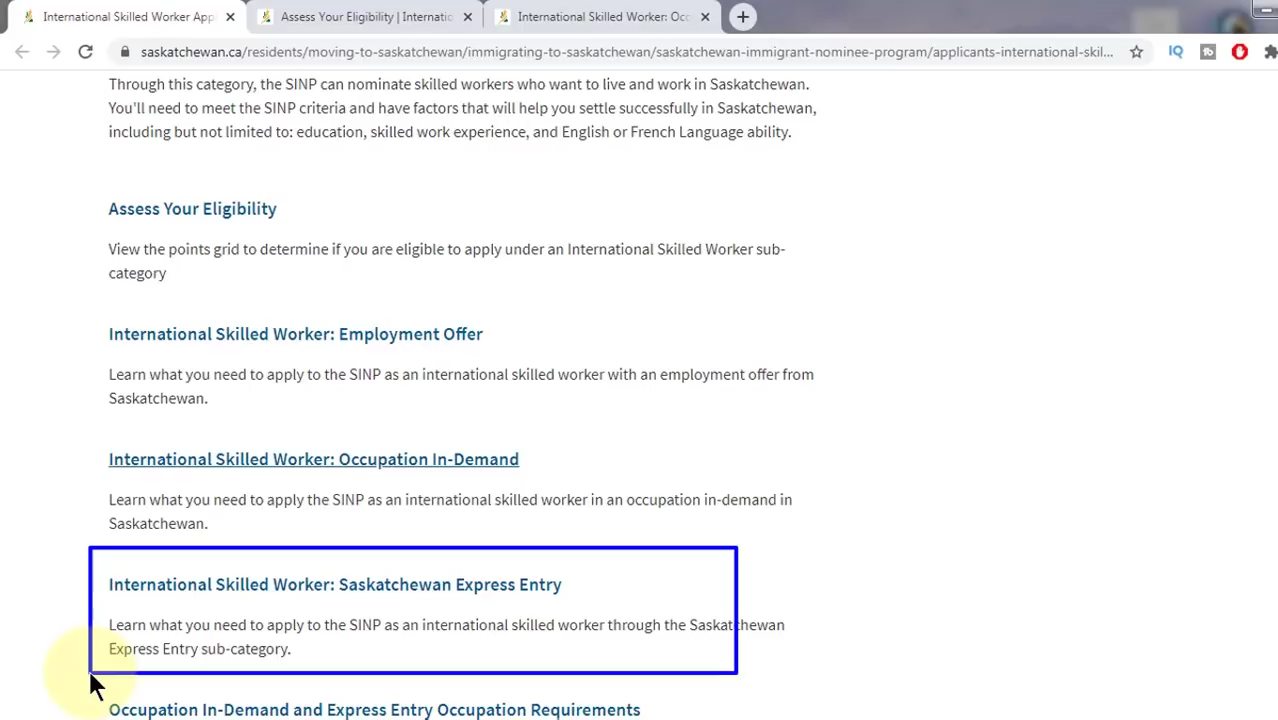 International Skilled Worker App
Assess Your Eligibility | Internatio
International Skilled Worker: Occ
saskatchewan.ca/residents/moving-to-saskatchewan/immigrating-to-saskatchewan/saskatchewan-immigrant-nominee-program/applicants-international-skil...
IQ
tb
Through this category, the SINP can nominate skilled workers who want to live and work in Saskatchewan.
You'll need to meet the SINP criteria and have factors that will help you settle successfully in Saskatchewan,
including but not limited to: education, skilled work experience, and English or French Language ability.
Assess Your Eligibility
View the points grid to determine if you are eligible to apply under an International Skilled Worker sub-
category
International Skilled Worker: Employment Offer
Learn what you need to apply to the SINP as an international skilled worker with an employment offer from
Saskatchewan.
International Skilled Worker: Occupation In-Demand
Learn what you need to apply the SINP as an international skilled worker in an occupation in-demand in
Saskatchewan.
International Skilled Worker: Saskatchewan Express Entry
Learn what you need to apply to the SINP as an international skilled worker through the Saskatchewan
Express Entry sub-category.
Occupation In-Demand and Express Entry Occupation Requirements